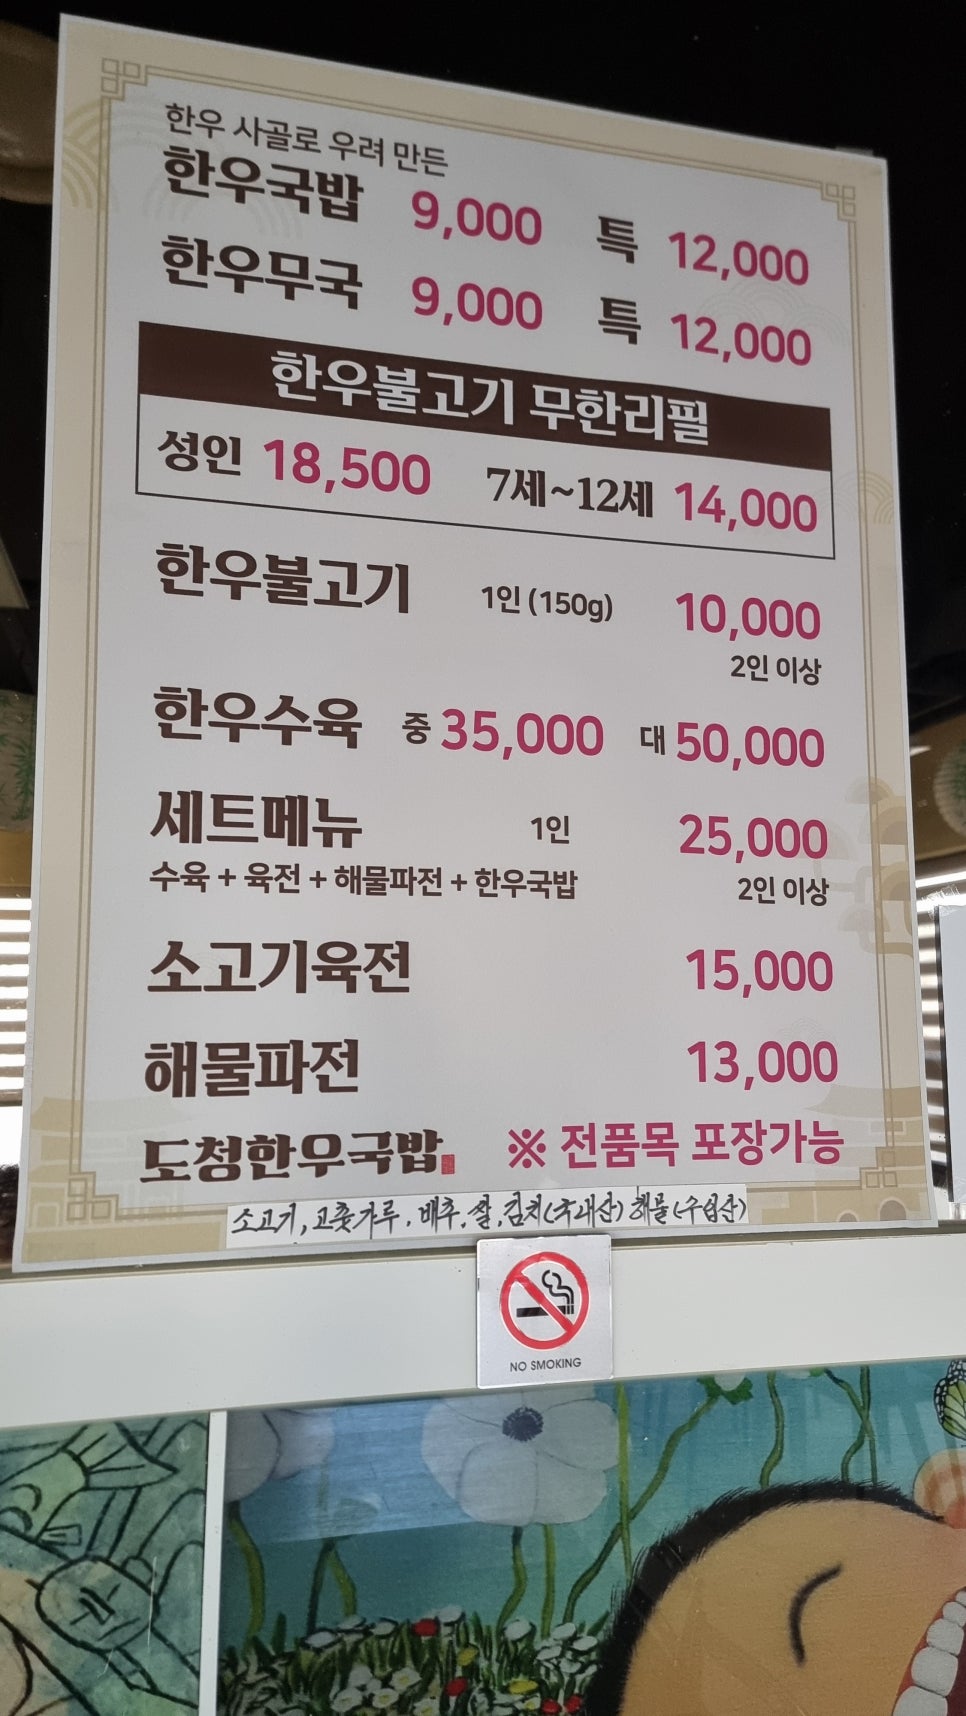 한우 사골로 우려 만든
한우국밥 9,000 특 12,000
한우무국 9,000 특 12,000
한우불고기 무한리필
성인 18,500 7세~12세 14,000
한우불고기 1인 (150g) 10,000
2인 이상
한우수육 중 35,000 대 50,000
세트메뉴 1인 25,000
수육 + 육전 + 해물파전 + 한우국밥 2인 이상
소고기육전 15,000
해물파전 13,000
도청한우국밥 ※ 전품목 포장가능
소고기, 고춧가루, 배추, 쌀, 김치(국내산) 해물(수입산)
NO SMOKING